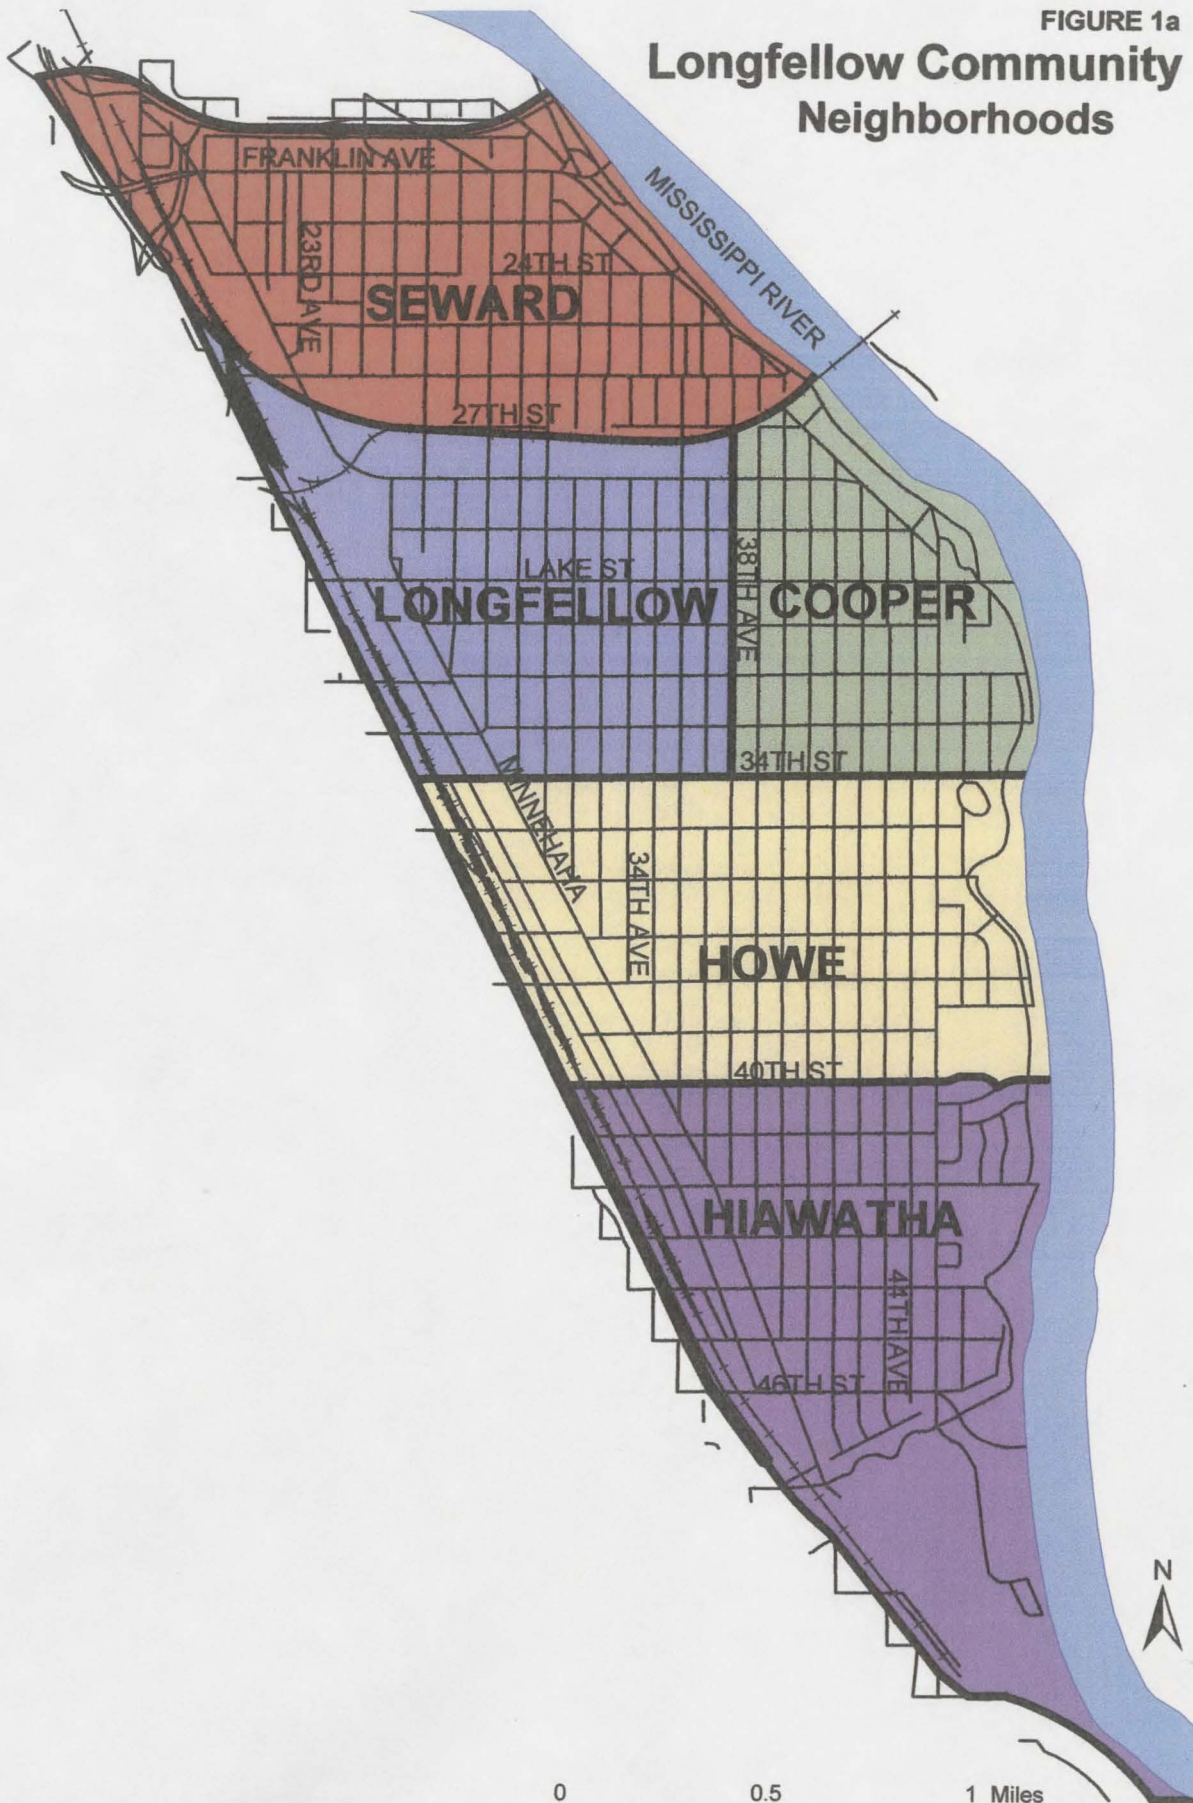 FIGURE 1a
Longfellow Community
Neighborhoods
FRANKLIN AVE
MISSISSIPPI RIVER
23RD AVE
24TH ST
SEWARD
27TH ST
LAKE ST
38TH AVE
LONGFELLOW
COOPER
34TH ST
MINNEHAHA
34TH AVE
HOWE
40TH ST
HIAWATHA
44TH AVE
46TH ST
N
0 0.5 1 Miles